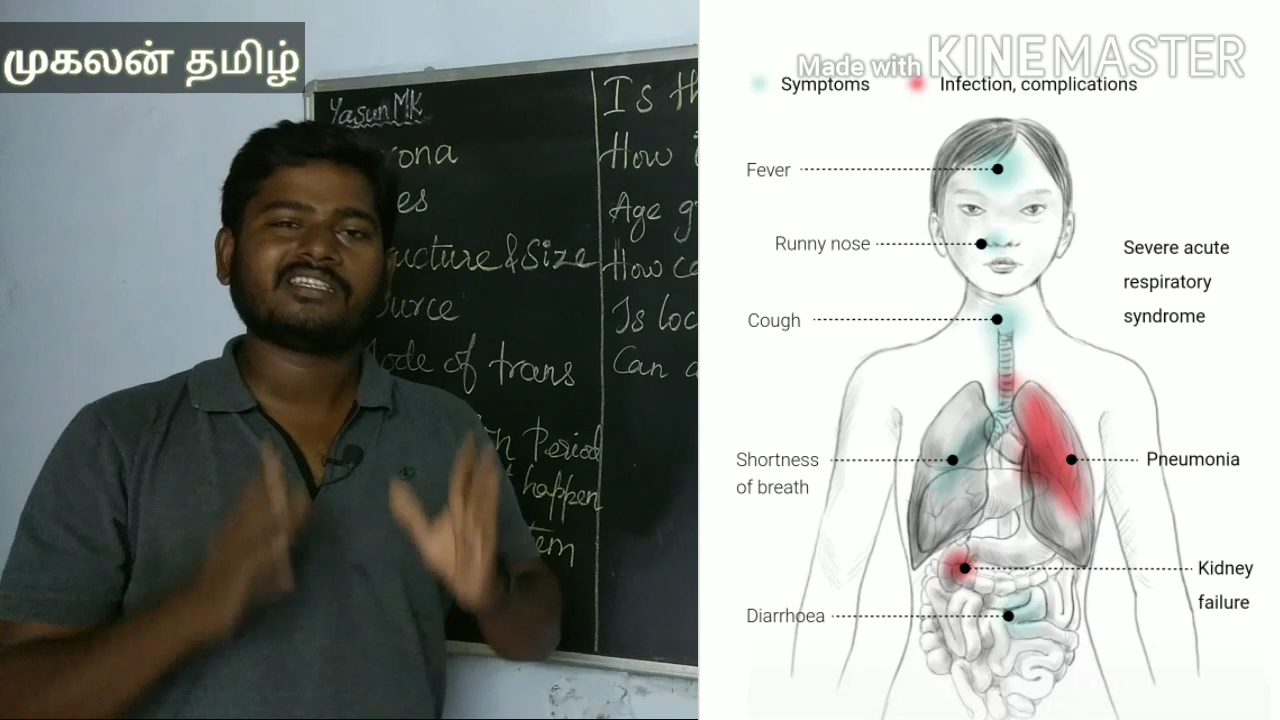 முகலன் தமிழ்
Yasun MK
rona
es
ucture & Size
urce
ode of trans
Period
happen
tem
Is th
How
Age g
How co
Is loc
Can a
Made with KINEMASTER
Symptoms
Infection, complications
Fever
Runny nose
Cough
Severe acute
respiratory
syndrome
Shortness
of breath
Pneumonia
Kidney
failure
Diarrhoea